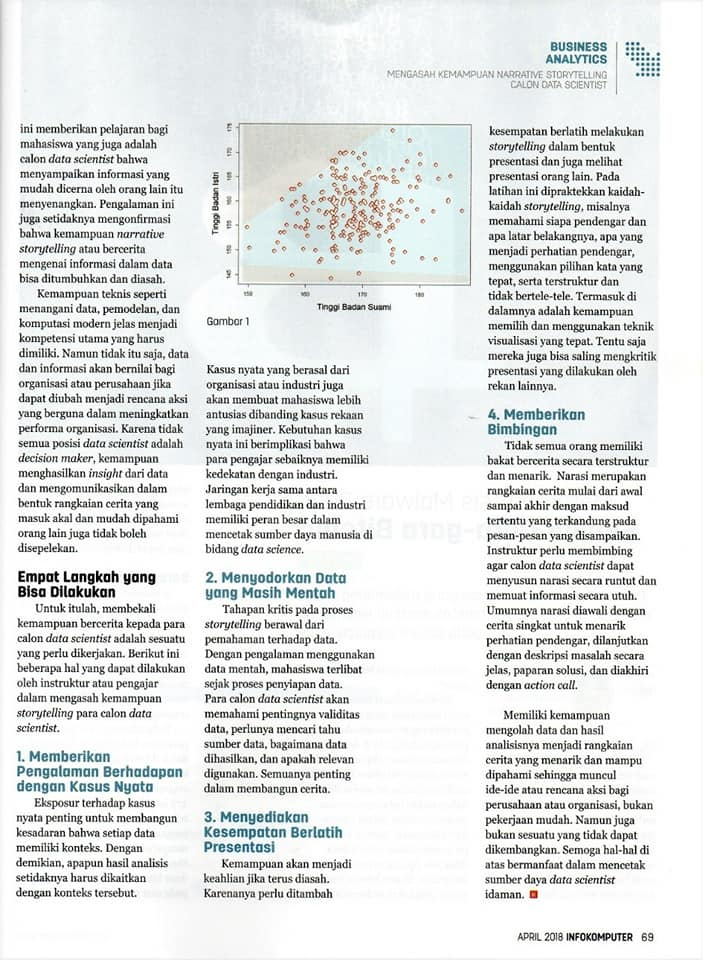 BUSINESS
ANALYTICS
MENGASAH KEMAMPUAN NARRATIVE STORYTELLING
CALON DATA SCIENTIST
ini memberikan pelajaran bagi
mahasiswa yang juga adalah
calon data scientist bahwa
menyampaikan informasi yang
mudah dicerna oleh orang lain itu
menyenangkan. Pengalaman ini
juga setidaknya mengonfirmasi
bahwa kemampuan narrative
storytelling atau bercerita
mengenai informasi dalam data
bisa ditumbuhkan dan diasah.
Kemampuan teknis seperti
menangani data, pemodelan, dan
komputasi modern jelas menjadi
kompetensi utama yang harus
dimiliki. Namun tidak itu saja, data
dan informasi akan bernilai bagi
organisasi atau perusahaan jika
dapat diubah menjadi rencana aksi
yang berguna dalam meningkatkan
performa organisasi. Karena tidak
semua posisi data scientist adalah
decision maker, kemampuan
menghasilkan insight dari data
dan mengomunikasikan dalam
bentuk rangkaian cerita yang
masuk akal dan mudah dipahami
orang lain juga tidak boleh
disepelekan.
Empat Langkah yang
Bisa Dilakukan
Untuk itulah, membekali
kemampuan bercerita kepada para
calon data scientist adalah sesuatu
yang perlu dikerjakan. Berikut ini
beberapa hal yang dapat dilakukan
oleh instruktur atau pengajar
dalam mengasah kemampuan
storytelling para calon data
scientist.
1. Memberikan
Pengalaman Berhadapan
dengan Kasus Nyata
Eksposur terhadap kasus
nyata penting untuk membangun
kesadaran bahwa setiap data
memiliki konteks. Dengan
demikian, apapun hasil analisis
setidaknya harus dikaitkan
dengan konteks tersebut.
Tinggi Badan Istri
175
170
165
160
155
150
145
150
160
170
180
Tinggi Badan Suami
Gambar 1
Kasus nyata yang berasal dari
organisasi atau industri juga
akan membuat mahasiswa lebih
antusias dibanding kasus rekaan
yang imajiner. Kebutuhan kasus
nyata ini berimplikasi bahwa
para pengajar sebaiknya memiliki
kedekatan dengan industri.
Jaringan kerja sama antara
lembaga pendidikan dan industri
memiliki peran besar dalam
mencetak sumber daya manusia di
bidang data science.
2. Menyodorkan Data
yang Masih Mentah
Tahapan kritis pada proses
storytelling berawal dari
pemahaman terhadap data.
Dengan pengalaman menggunakan
data mentah, mahasiswa terlibat
sejak proses penyiapan data.
Para calon data scientist akan
memahami pentingnya validitas
data, perlunya mencari tahu
sumber data, bagaimana data
dihasilkan, dan apakah relevan
digunakan. Semuanya penting
dalam membangun cerita.
3. Menyediakan
Kesempatan Berlatih
Presentasi
Kemampuan akan menjadi
keahlian jika terus diasah.
Karenanya perlu ditambah
kesempatan berlatih melakukan
storytelling dalam bentuk
presentasi dan juga melihat
presentasi orang lain. Pada
latihan ini dipraktekkan kaidah-
kaidah storytelling, misalnya
memahami siapa pendengar dan
apa latar belakangnya, apa yang
menjadi perhatian pendengar,
menggunakan pilihan kata yang
tepat, serta terstruktur dan
tidak bertele-tele. Termasuk di
dalamnya adalah kemampuan
memilih dan menggunakan teknik
visualisasi yang tepat. Tentu saja
mereka juga bisa saling mengkritik
presentasi yang dilakukan oleh
rekan lainnya.
4. Memberikan
Bimbingan
Tidak semua orang memiliki
bakat bercerita secara terstruktur
dan menarik. Narasi merupakan
rangkaian cerita mulai dari awal
sampai akhir dengan maksud
tertentu yang terkandung pada
pesan-pesan yang disampaikan.
Instruktur perlu membimbing
agar calon data scientist dapat
menyusun narasi secara runtut dan
memuat informasi secara utuh.
Umumnya narasi diawali dengan
cerita singkat untuk menarik
perhatian pendengar, dilanjutkan
dengan deskripsi masalah secara
jelas, paparan solusi, dan diakhiri
dengan action call.
Memiliki kemampuan
mengolah data dan hasil
analisisnya menjadi rangkaian
cerita yang menarik dan mampu
dipahami sehingga muncul
ide-ide atau rencana aksi bagi
perusahaan atau organisasi, bukan
pekerjaan mudah. Namun juga
bukan sesuatu yang tidak dapat
dikembangkan. Semoga hal-hal di
atas bermanfaat dalam mencetak
sumber daya data scientist
idaman.
APRIL 2018 INFOKOMPUTER 69